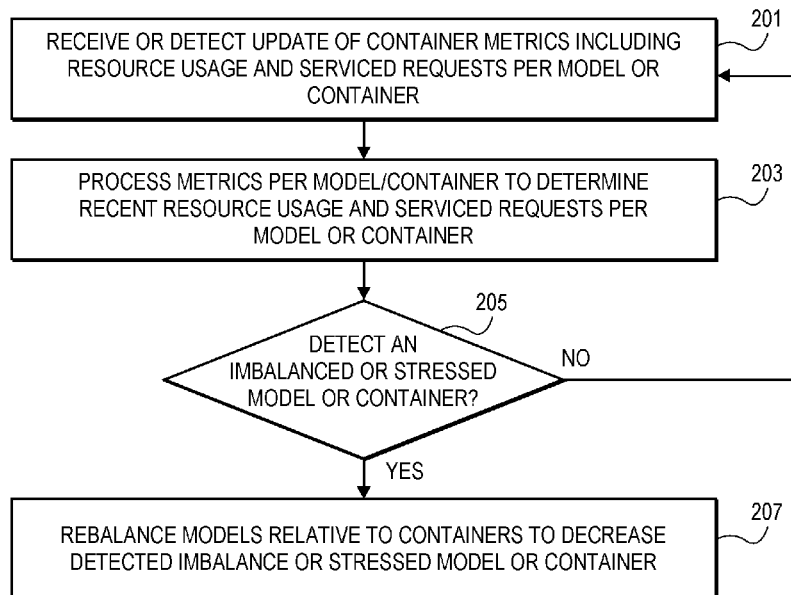 201
RECEIVE OR DETECT UPDATE OF CONTAINER METRICS INCLUDING
RESOURCE USAGE AND SERVICED REQUESTS PER MODEL OR
CONTAINER
203
PROCESS METRICS PER MODEL/CONTAINER TO DETERMINE
RECENT RESOURCE USAGE AND SERVICED REQUESTS PER
MODEL OR CONTAINER
205
DETECT AN
IMBALANCED OR STRESSED
MODEL OR CONTAINER?
NO
YES
207
REBALANCE MODELS RELATIVE TO CONTAINERS TO DECREASE
DETECTED IMBALANCE OR STRESSED MODEL OR CONTAINER